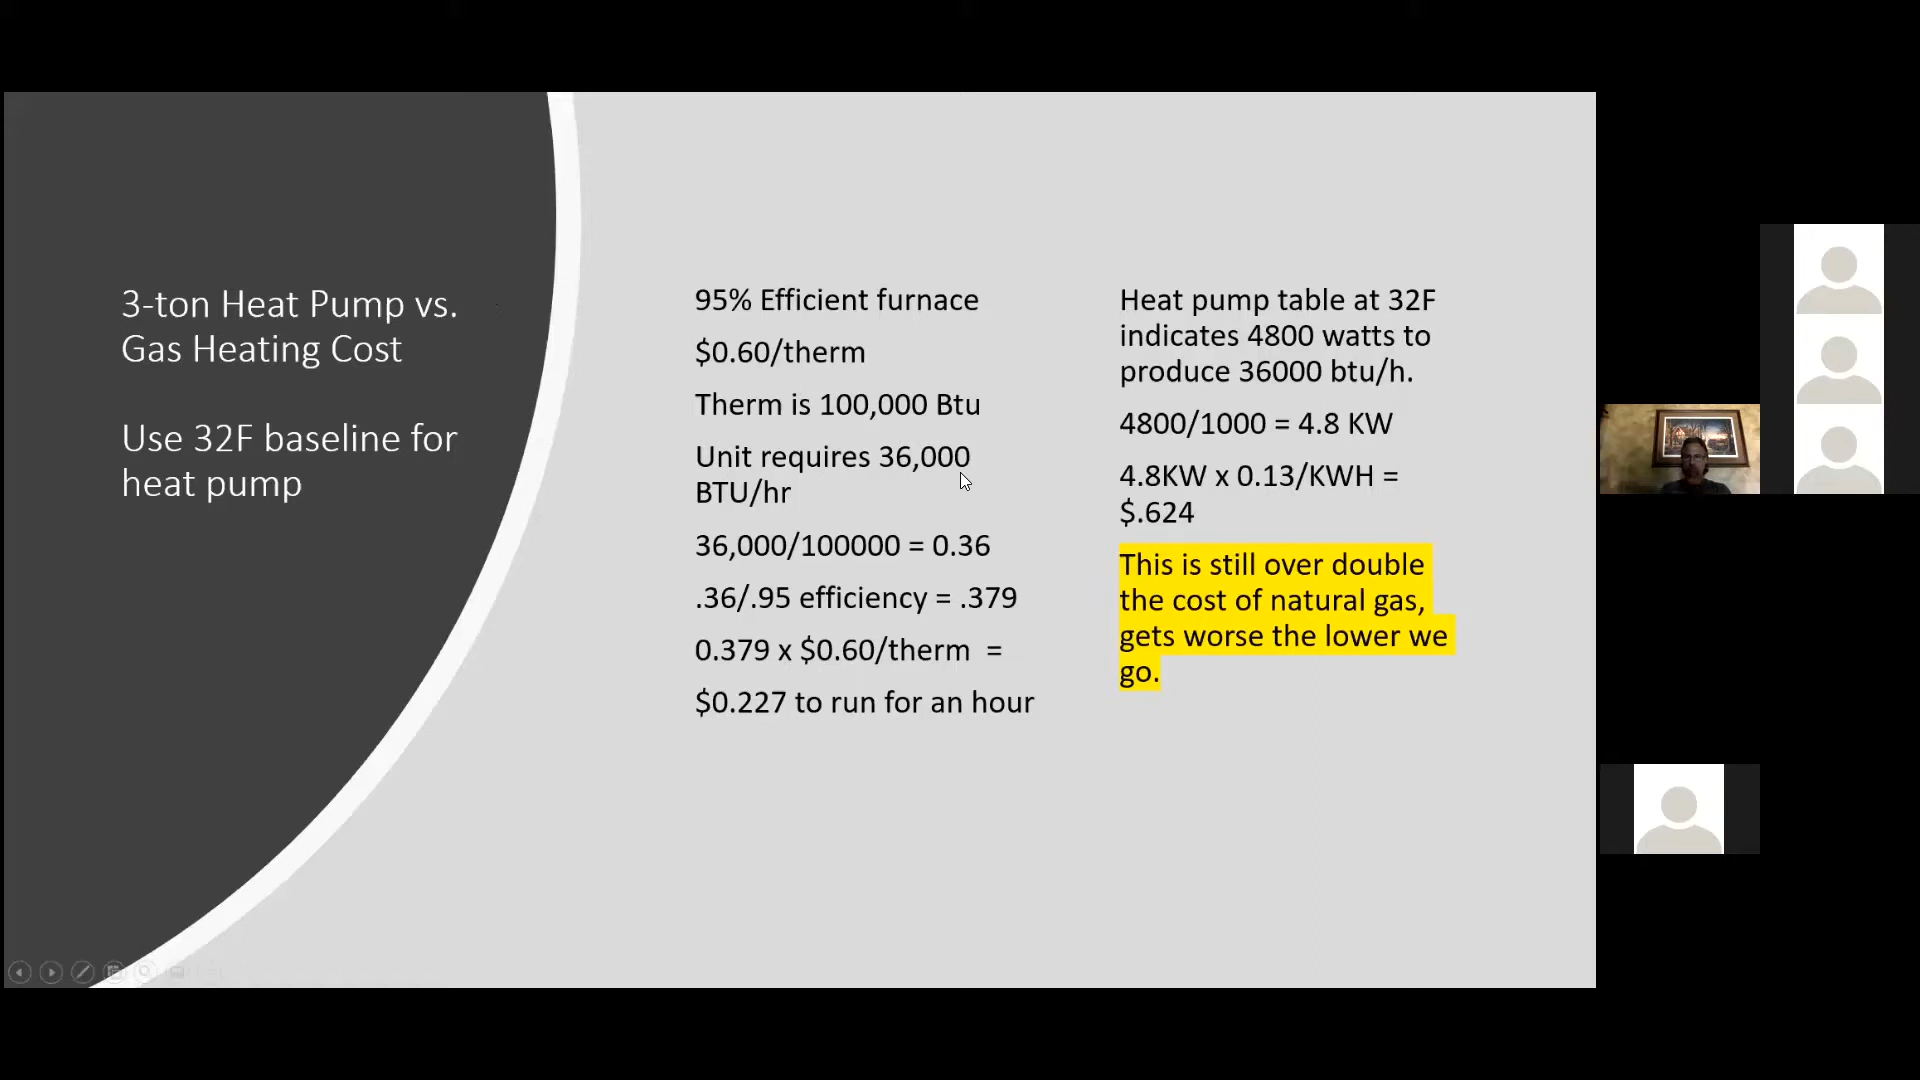 3-ton Heat Pump vs.
Gas Heating Cost
Use 32F baseline for
heat pump
95% Efficient furnace
$0.60/therm
Therm is 100,000 Btu
Unit requires 36,000
BTU/hr
36,000/100000 = 0.36
.36/.95 efficiency = .379
0.379 x $0.60/therm =
$0.227 to run for an hour
Heat pump table at 32F
indicates 4800 watts to
produce 36000 btu/h.
4800/1000 = 4.8 KW
4.8KW x 0.13/KWH =
$.624
This is still over double
the cost of natural gas,
gets worse the lower we
go.